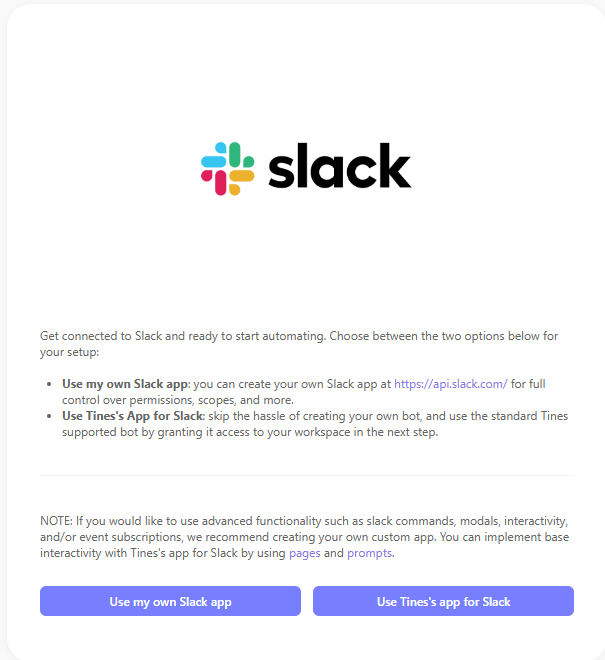 slack
Get connected to Slack and ready to start automating. Choose between the two options below for
your setup:
• Use my own Slack app: you can create your own Slack app at https://api.slack.com/ for full
control over permissions, scopes, and more.
• Use Tines's App for Slack: skip the hassle of creating your own bot, and use the standard Tines
supported bot by granting it access to your workspace in the next step.
NOTE: If you would like to use advanced functionality such as slack commands, modals, interactivity,
and/or event subscriptions, we recommend creating your own custom app. You can implement base
interactivity with Tines's app for Slack by using pages and prompts.
Use my own Slack app
Use Tines's app for Slack